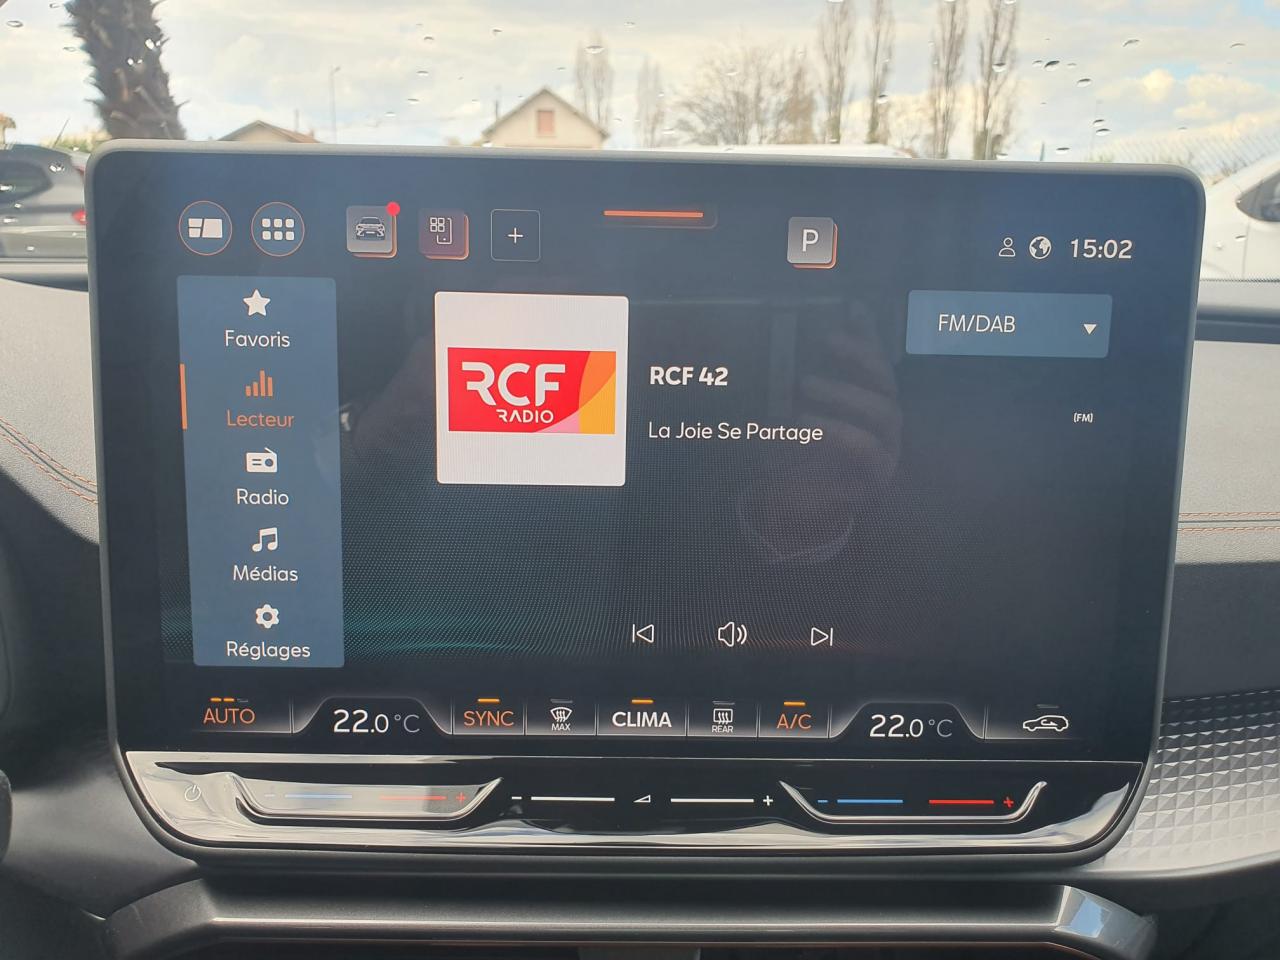 P
15:02
Favoris
Lecteur
Radio
Médias
Réglages
RCF
RADIO
RCF 42
La Joie Se Partage
FM/DAB
(FM)
AUTO
22.0 °C
SYNC
MAX
CLIMA
REAR
A/C
22.0 °C